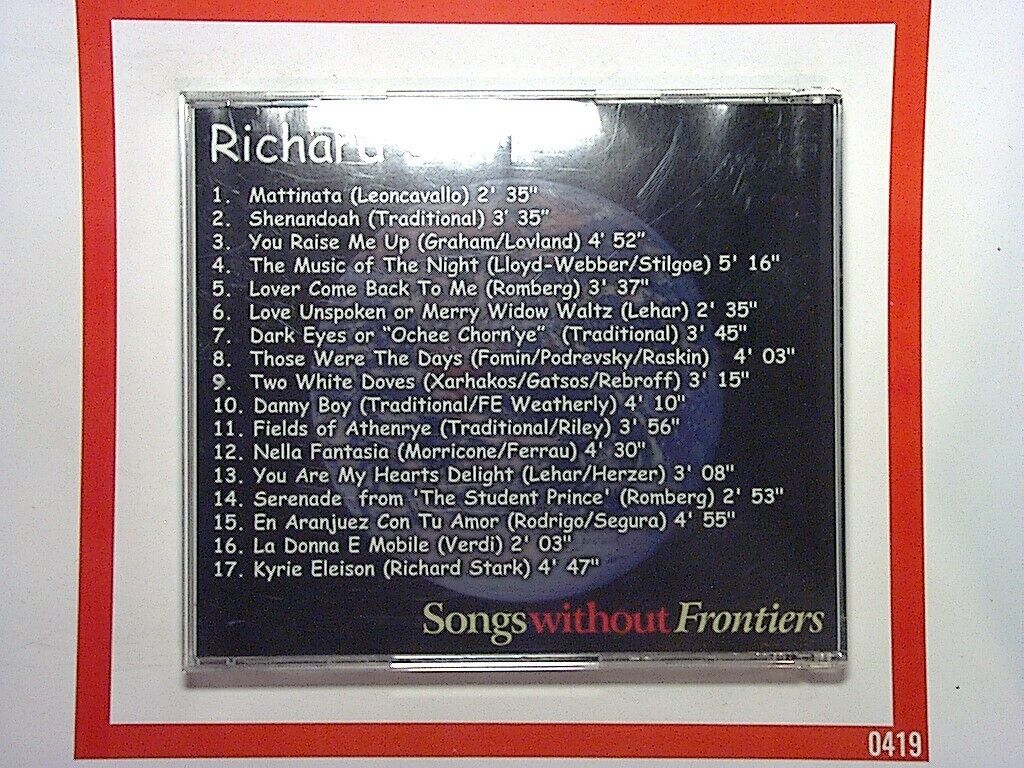 Richard
1. Mattinata (Leoncavallo) 2' 35"
2. Shenandoah (Traditional) 3' 35"
3. You Raise Me Up (Graham/Lovland) 4' 52"
4. The Music of The Night (Lloyd-Webber/Stilgoe) 5' 16"
5. Lover Come Back To Me (Romberg) 3' 37"
6. Love Unspoken or Merry Widow Waltz (Lehar) 2' 35"
7. Dark Eyes or "Ochee Chorn'ye" (Traditional) 3' 45"
8. Those Were The Days (Fomin/Podrevsky/Raskin) 4' 03"
9. Two White Doves (Xarhakos/Gatsos/Rebroff) 3' 15"
10. Danny Boy (Traditional/FE Weatherly) 4' 10"
11. Fields of Athenrye (Traditional/Riley) 3' 56"
12. Nella Fantasia (Morricone/Ferrau) 4' 30"
13. You Are My Hearts Delight (Lehar/Herzer) 3' 08"
14. Serenade from 'The Student Prince' (Romberg) 2' 53"
15. En Aranjuez Con Tu Amor (Rodrigo/Segura) 4' 55"
16. La Donna E Mobile (Verdi) 2' 03"
17. Kyrie Eleison (Richard Stark) 4' 47"
Songs without Frontiers
0419